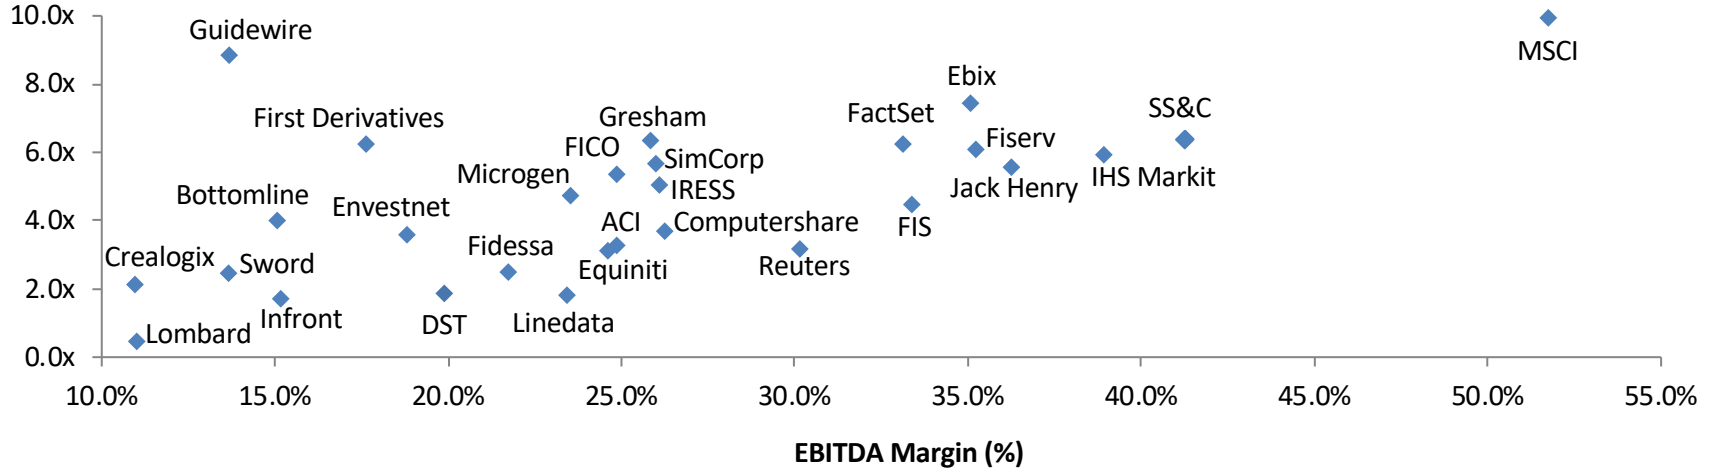 10.0x
Guidewire
MSCI
8.0x
Ebix
SS&C
First Derivatives
Gresham
FactSet
FICO
Fiserv
6.0x
SimCorp
Microgen
IRESS
Jack Henry
IHS Markit
Bottomline
Envestnet
4.0x
ACI
Computershare
FIS
Crealogix
Sword
Fidessa
Equiniti
Reuters
2.0x
Infront
DST
Linedata
Lombard
0.0x
10.0% 15.0% 20.0% 25.0% 30.0% 35.0% 40.0% 45.0% 50.0% 55.0%
EBITDA Margin (%)